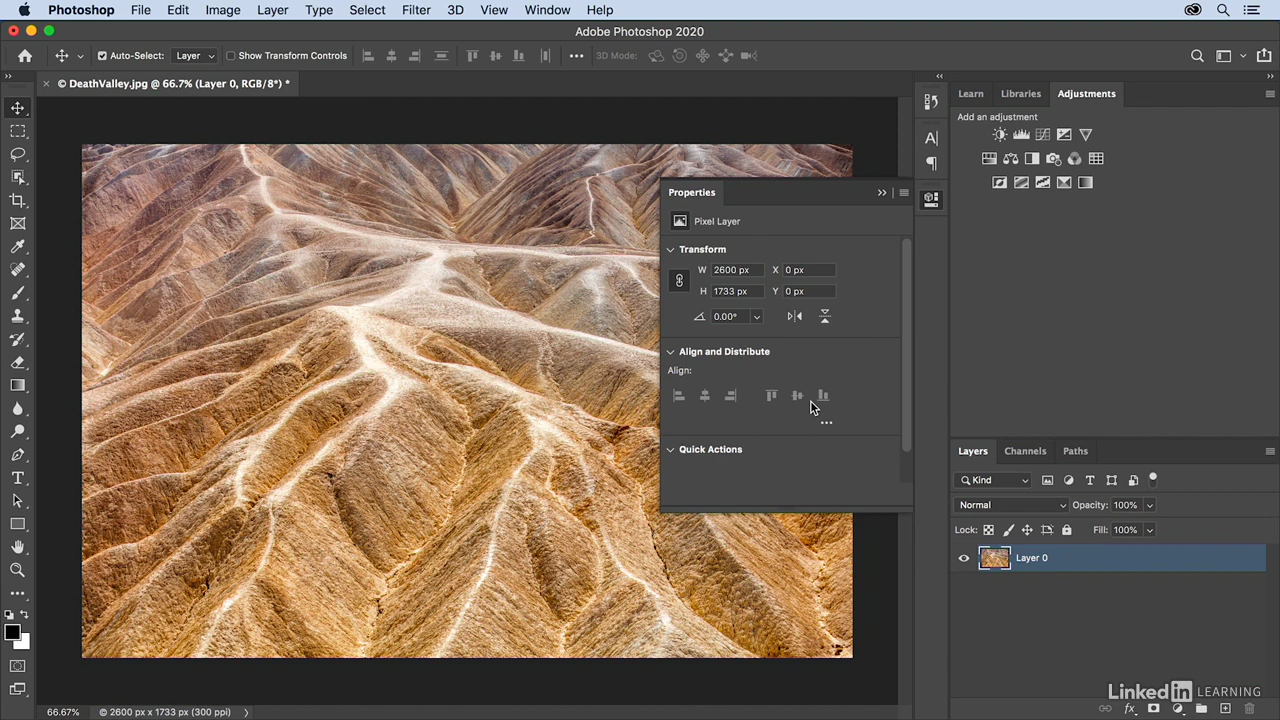 Photoshop File Edit Image Layer Type Select Filter 3D View Window Help
Adobe Photoshop 2020
Auto-Select: Layer Show Transform Controls 3D Mode:
© DeathValley.jpg @ 66.7% (Layer 0, RGB/8*) *
Learn Libraries Adjustments
Add an adjustment
Properties
Pixel Layer
Transform
W 2600 px X 0 px
H 1733 px Y 0 px
0.00°
Align and Distribute
Align:
Quick Actions
Layers Channels Paths
Kind
Normal Opacity: 100%
Lock: Fill: 100%
Layer 0
LinkedIn LEARNING
66.67% © 2600 px x 1733 px (300 ppi)